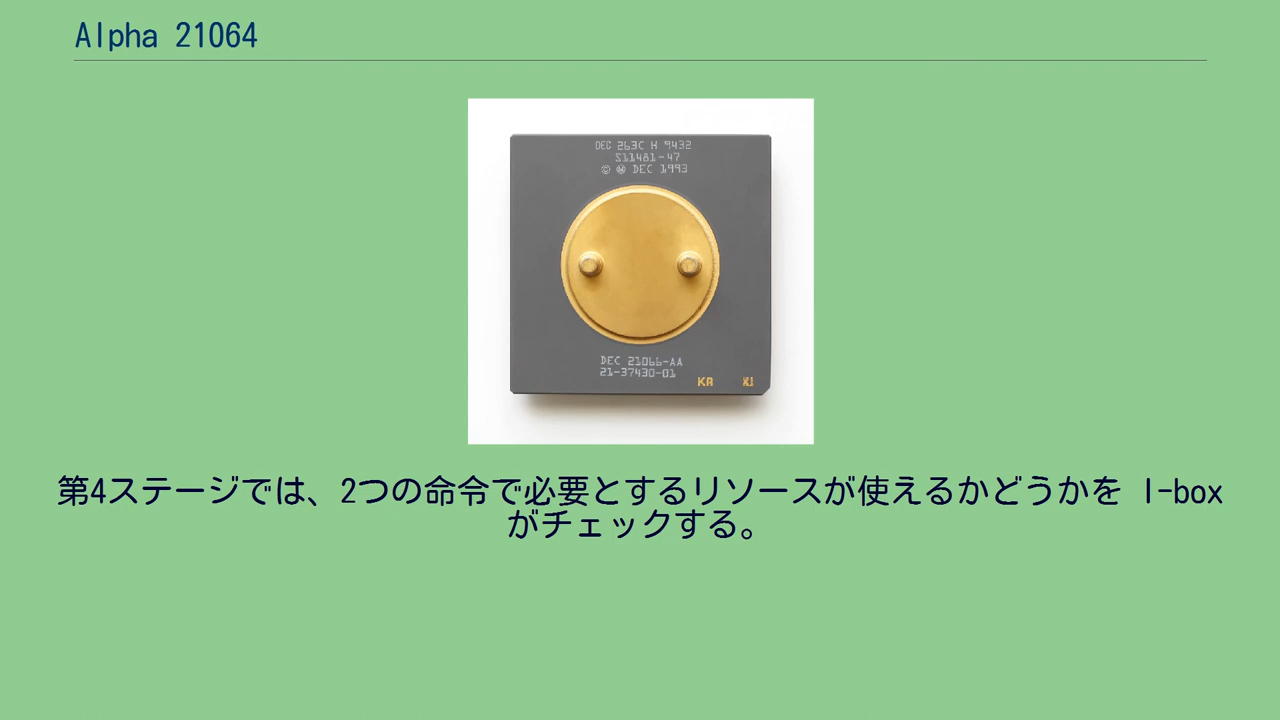 Alpha 21064
DEC 263C H 9432
S11481-47
© Ⓜ DEC 1993
DEC 21066-AA
21-37430-01
KA X1
第4ステージでは、2つの命令で必要とするリソースが使えるかどうかを I-box
がチェックする。